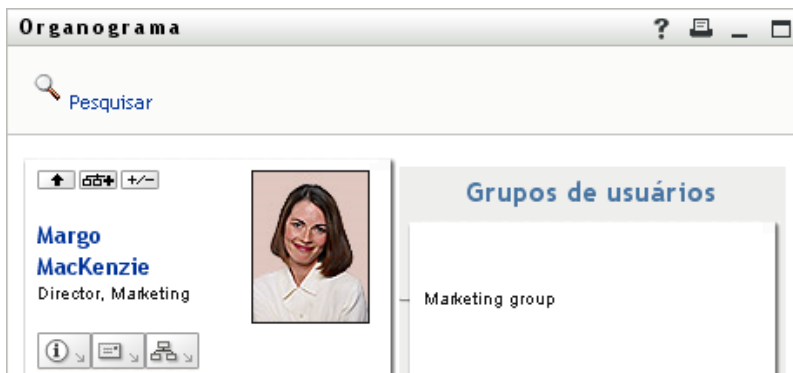 Organograma
Pesquisar
Grupos de usuários
Margo
MacKenzie
Director, Marketing
Marketing group